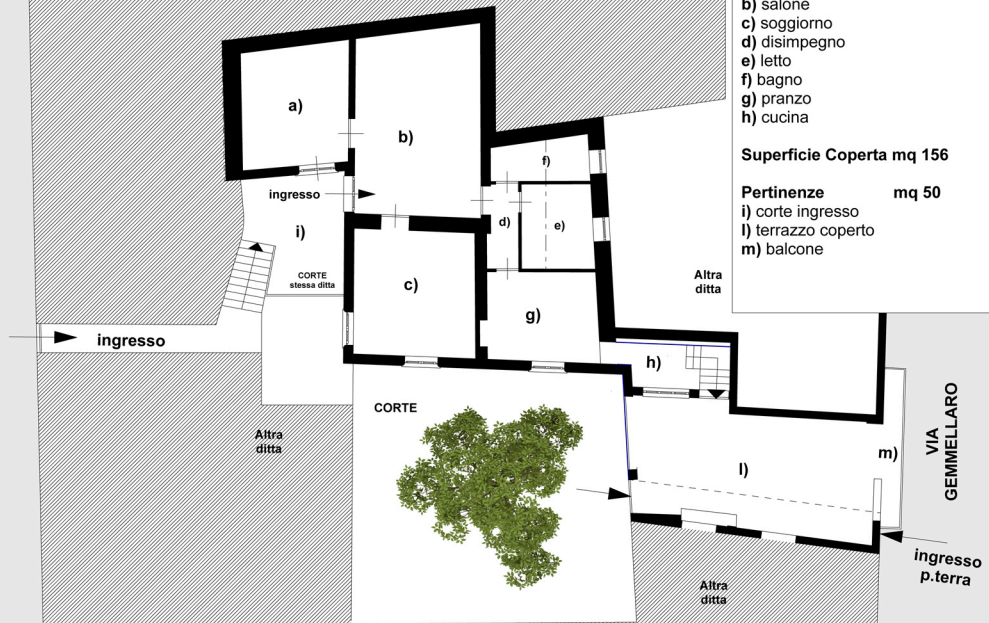 b) salone
c) soggiorno
d) disimpegno
e) letto
f) bagno
g) pranzo
h) cucina
Superficie Coperta mq 156
Pertinenze mq 50
i) corte ingresso
l) terrazzo coperto
m) balcone
a)
b)
f)
ingresso
d)
e)
i)
CORTE
stessa ditta
c)
Altra
ditta
g)
ingresso
h)
CORTE
Altra
ditta
m)
VIA
GEMMELLARO
l)
ingresso
p.terra
Altra
ditta